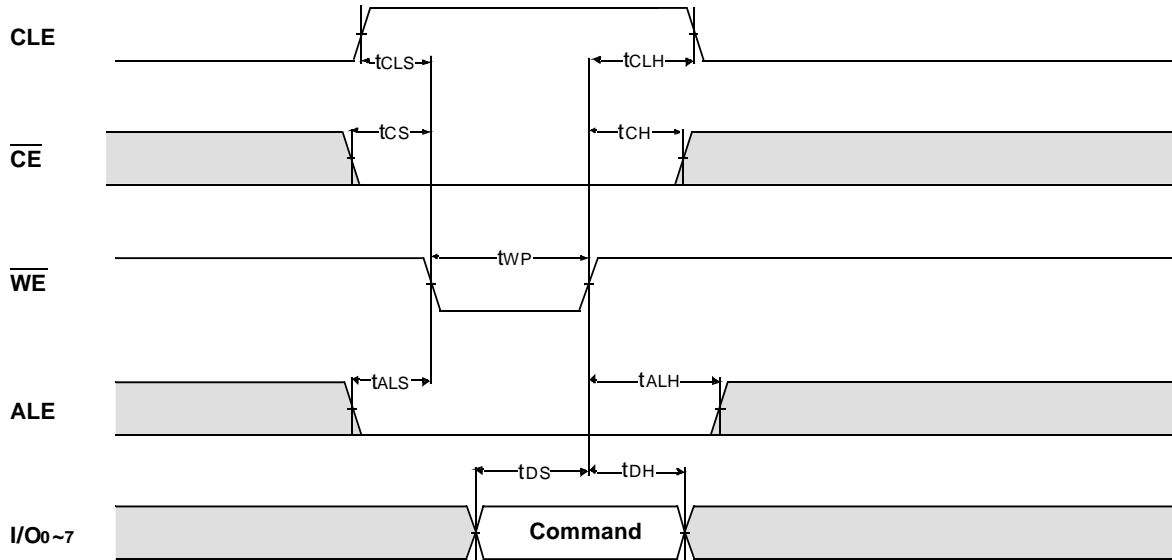 CLE
tCLS
tCLH
CE
tCS
tCH
WE
tWP
ALE
tALS
tALH
I/O0~7
tDS
tDH
Command